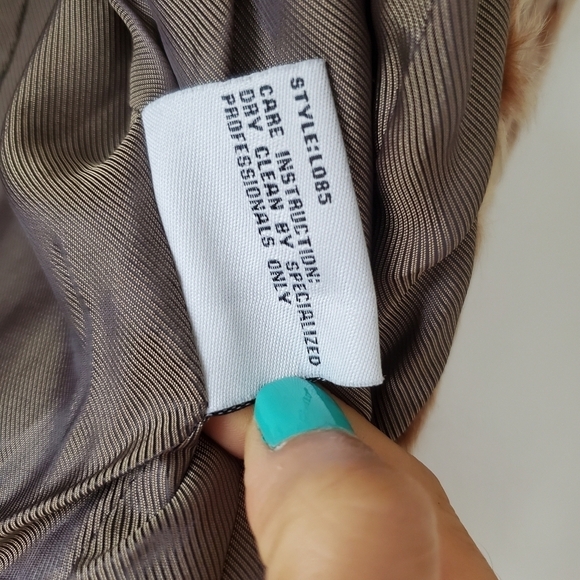 STYLE:L085
CARE INSTRUCTION:
DRY CLEAN BY SPECIALIZED
PROFESSIONALS ONLY